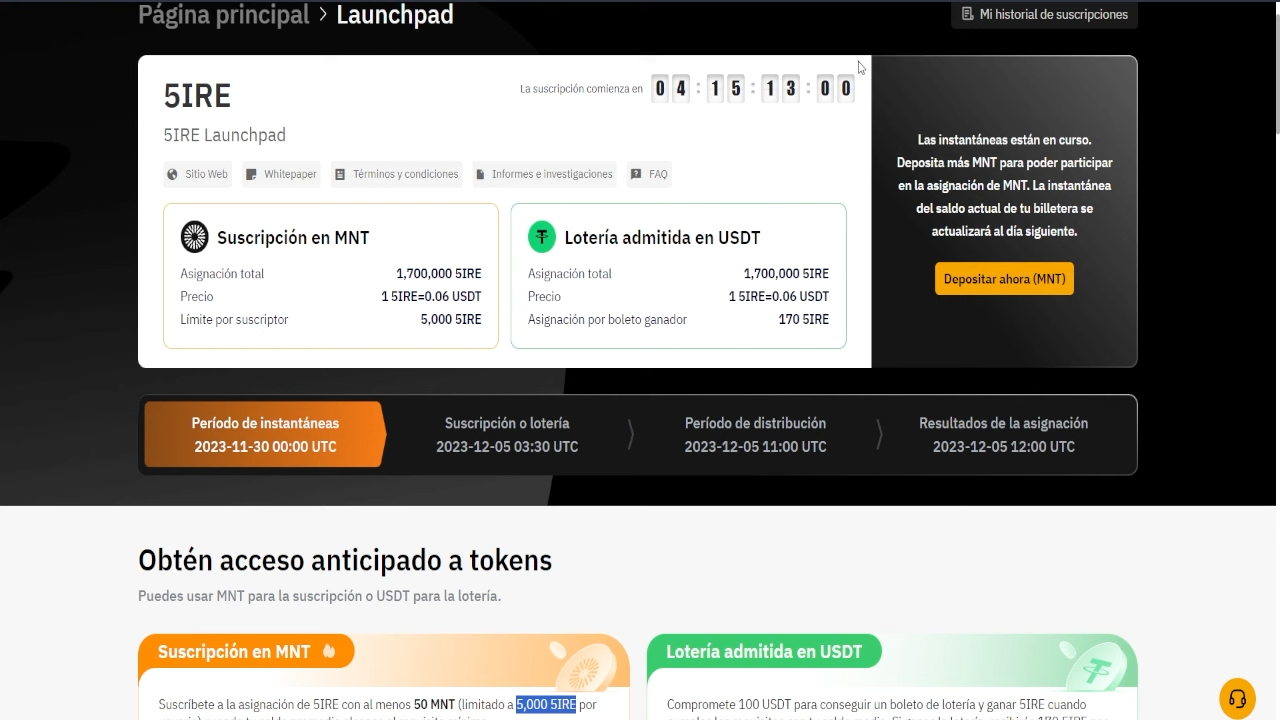 Página principal > Launchpad
Mi historial de suscripciones
5IRE
La suscripción comienza en 04 : 15 : 13 : 00
5IRE Launchpad
Sitio Web
Whitepaper
Términos y condiciones
Informes e investigaciones
FAQ
Las instantáneas están en curso.
Deposita más MNT para poder participar
en la asignación de MNT. La instantánea
del saldo actual de tu billetera se
actualizará al día siguiente.
Depositar ahora (MNT)
Suscripción en MNT
Asignación total 1,700,000 5IRE
Precio 1 5IRE=0.06 USDT
Límite por suscriptor 5,000 5IRE
Lotería admitida en USDT
Asignación total 1,700,000 5IRE
Precio 1 5IRE=0.06 USDT
Asignación por boleto ganador 170 5IRE
Período de instantáneas
2023-11-30 00:00 UTC
Suscripción o lotería
2023-12-05 03:30 UTC
Período de distribución
2023-12-05 11:00 UTC
Resultados de la asignación
2023-12-05 12:00 UTC
Obtén acceso anticipado a tokens
Puedes usar MNT para la suscripción o USDT para la lotería.
Suscripción en MNT
Suscríbete a la asignación de 5IRE con al menos 50 MNT (limitado a 5,000 5IRE por
Lotería admitida en USDT
Compromete 100 USDT para conseguir un boleto de lotería y ganar 5IRE cuando